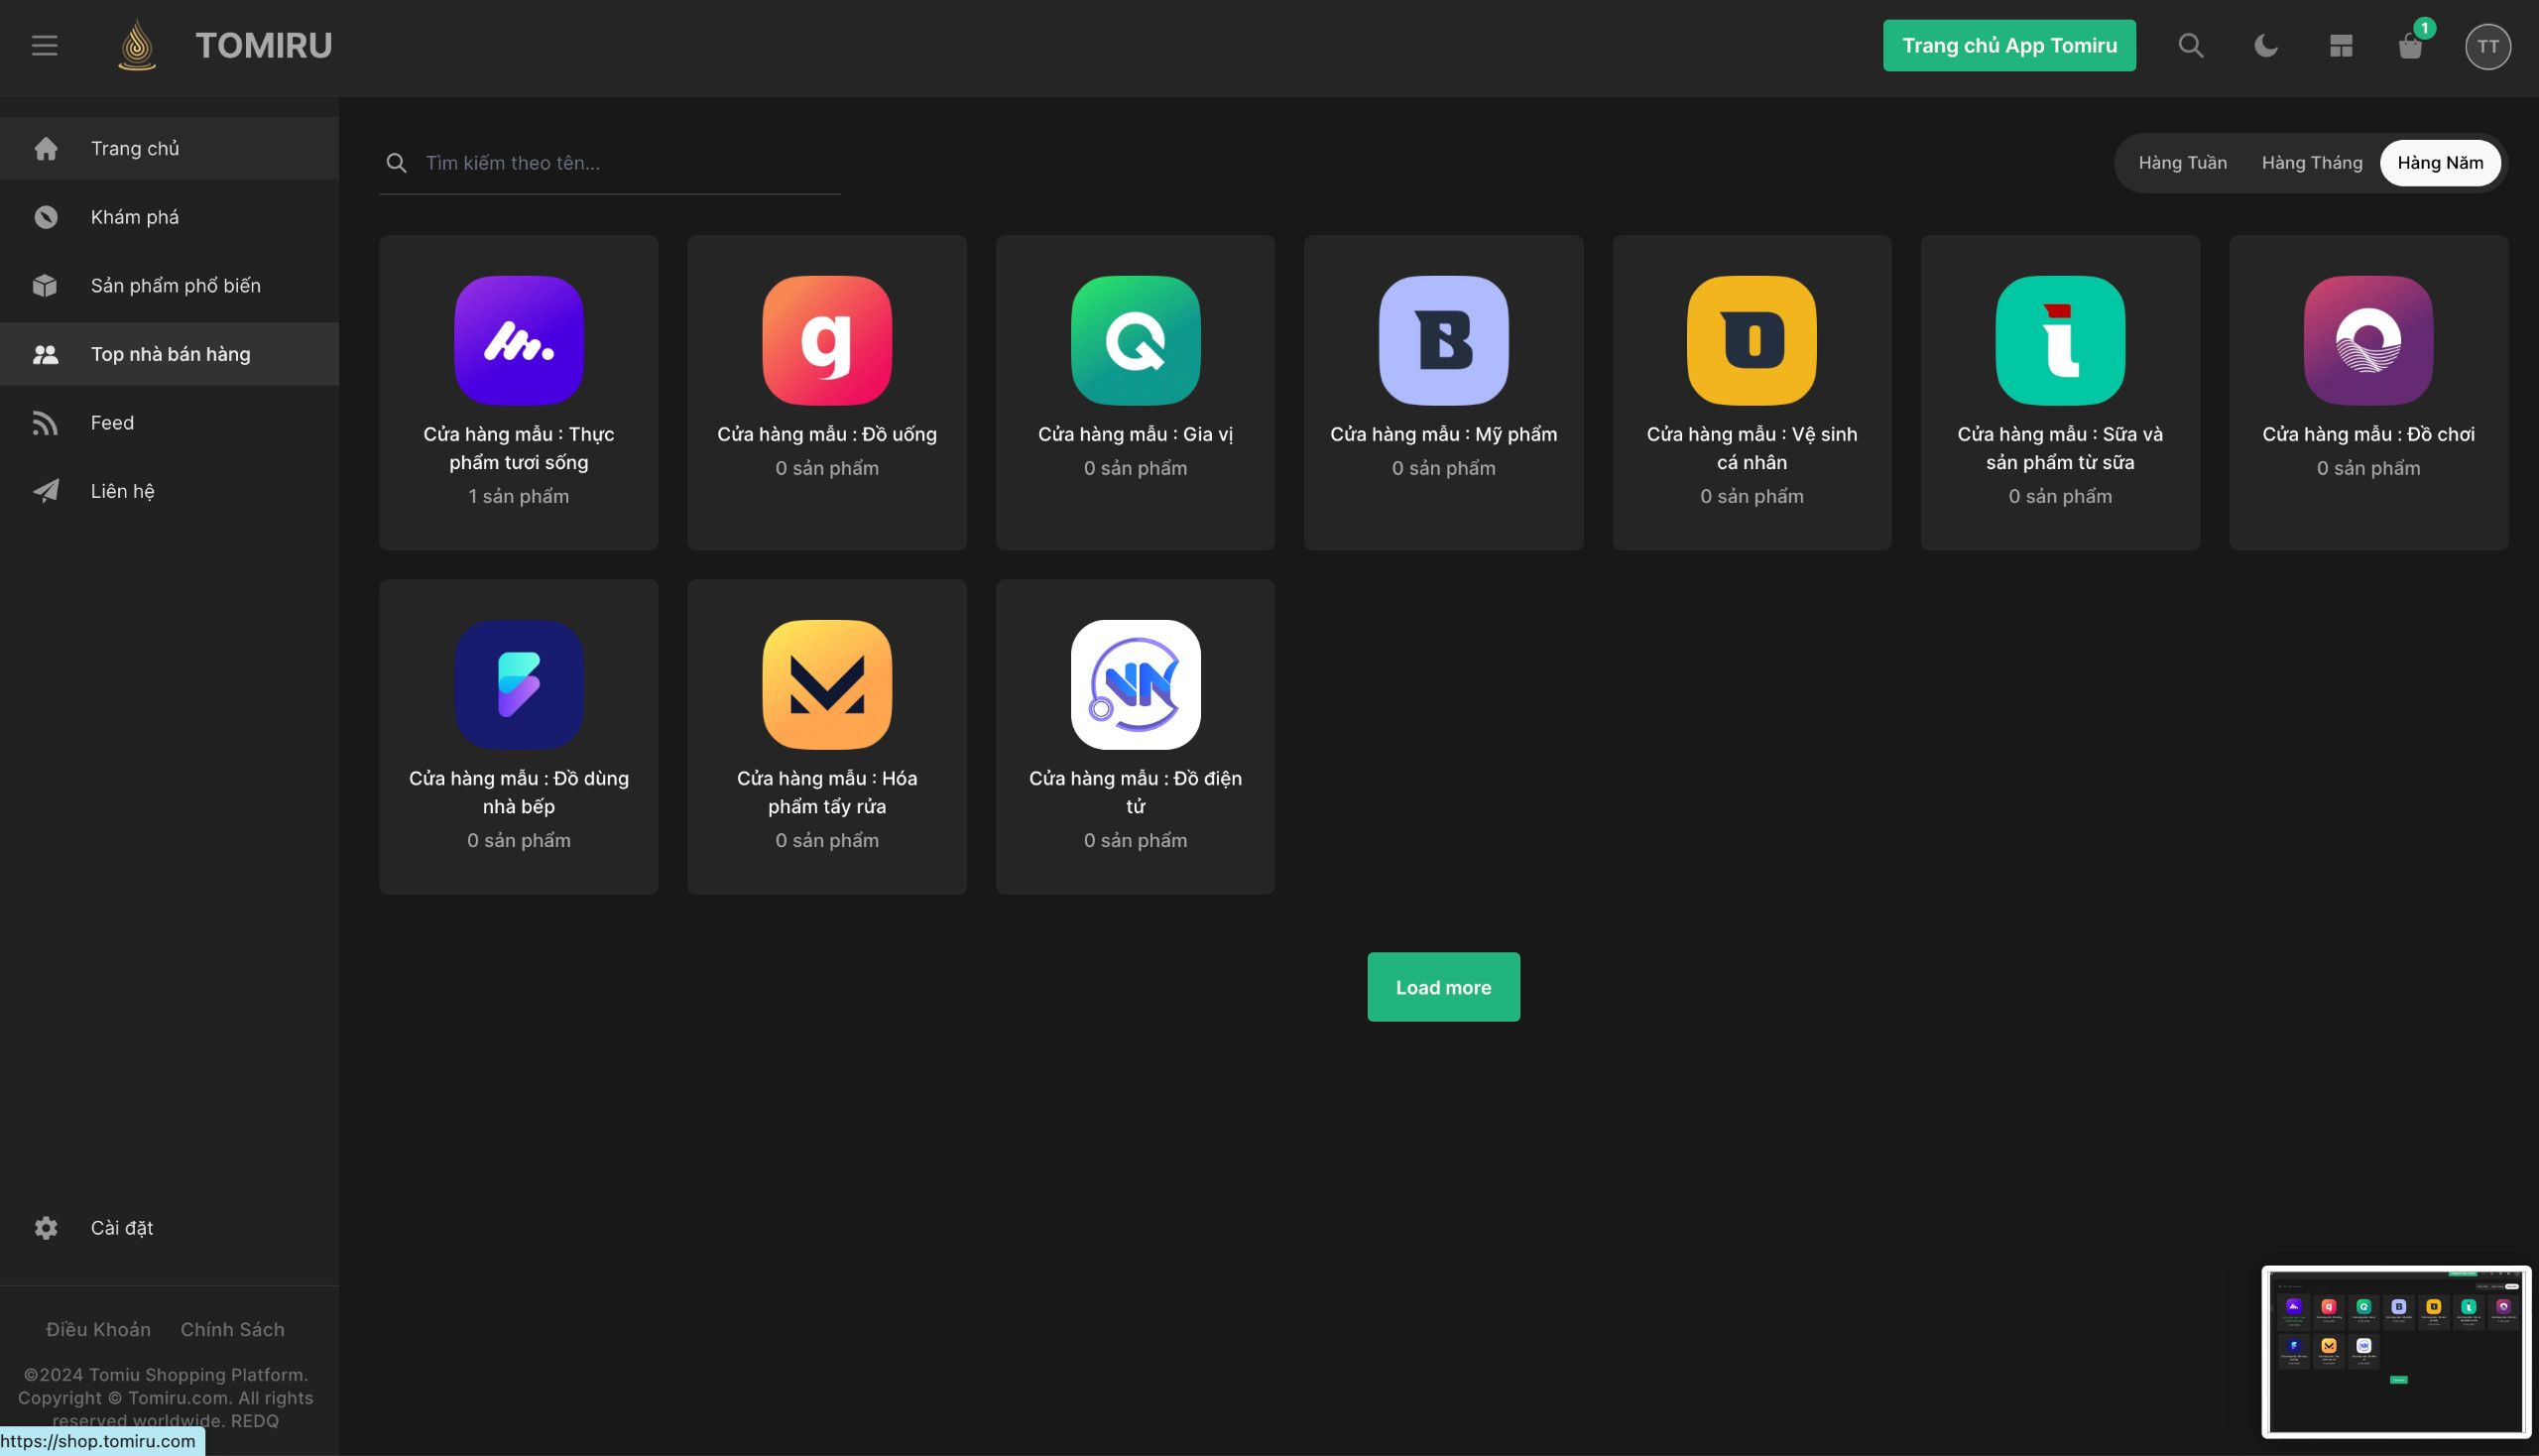 TOMIRU
Trang chủ App Tomiru
1
TT
Trang chủ
Khám phá
Sản phẩm phổ biến
Top nhà bán hàng
Feed
Liên hệ
Tìm kiếm theo tên...
Hàng Tuần
Hàng Tháng
Hàng Năm
Cửa hàng mẫu : Thực
phẩm tươi sống
1 sản phẩm
Cửa hàng mẫu : Đồ uống
0 sản phẩm
Cửa hàng mẫu : Gia vị
0 sản phẩm
Cửa hàng mẫu : Mỹ phẩm
0 sản phẩm
Cửa hàng mẫu : Vệ sinh
cá nhân
0 sản phẩm
Cửa hàng mẫu : Sữa và
sản phẩm từ sữa
0 sản phẩm
Cửa hàng mẫu : Đồ chơi
0 sản phẩm
Cửa hàng mẫu : Đồ dùng
nhà bếp
0 sản phẩm
Cửa hàng mẫu : Hóa
phẩm tẩy rửa
0 sản phẩm
Cửa hàng mẫu : Đồ điện
tử
0 sản phẩm
Load more
Cài đặt
Điều Khoản
Chính Sách
©2024 Tomiu Shopping Platform.
Copyright © Tomiru.com. All rights
reserved worldwide. REDQ
https://shop.tomiru.com